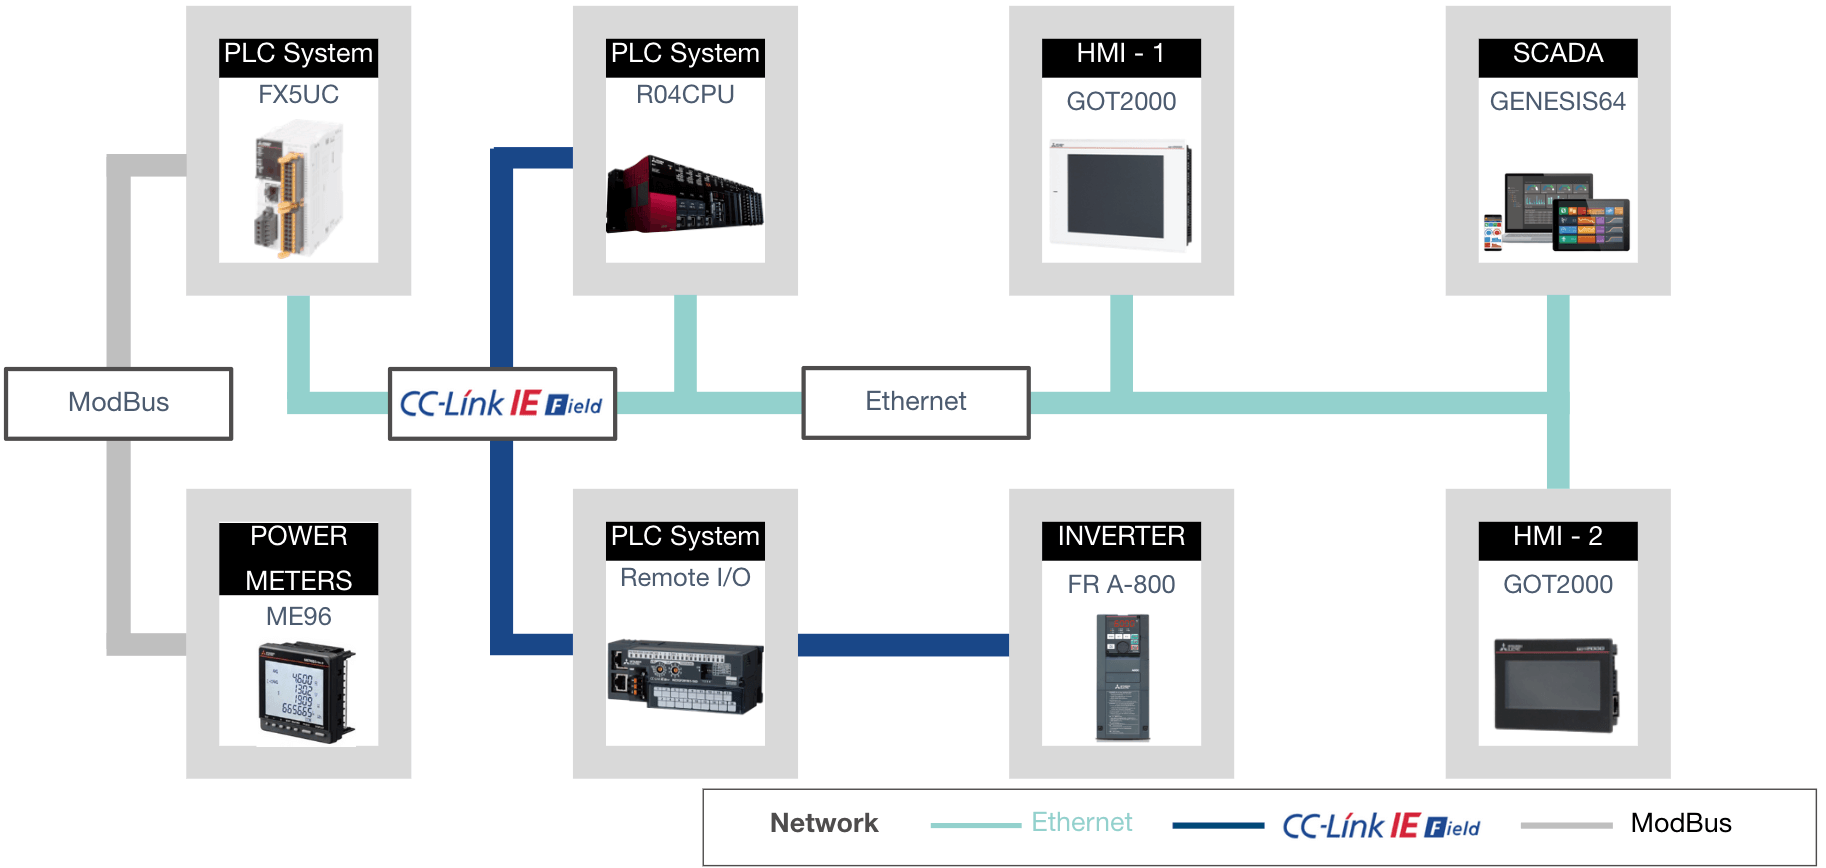 PLC System
FX5UC
PLC System
R04CPU
HMI - 1
GOT2000
SCADA
GENESIS64
ModBus
CC-Link IE Field
Ethernet
POWER
METERS
ME96
PLC System
Remote I/O
INVERTER
FR A-800
HMI - 2
GOT2000
Network
Ethernet
CC-Link IE Field
ModBus